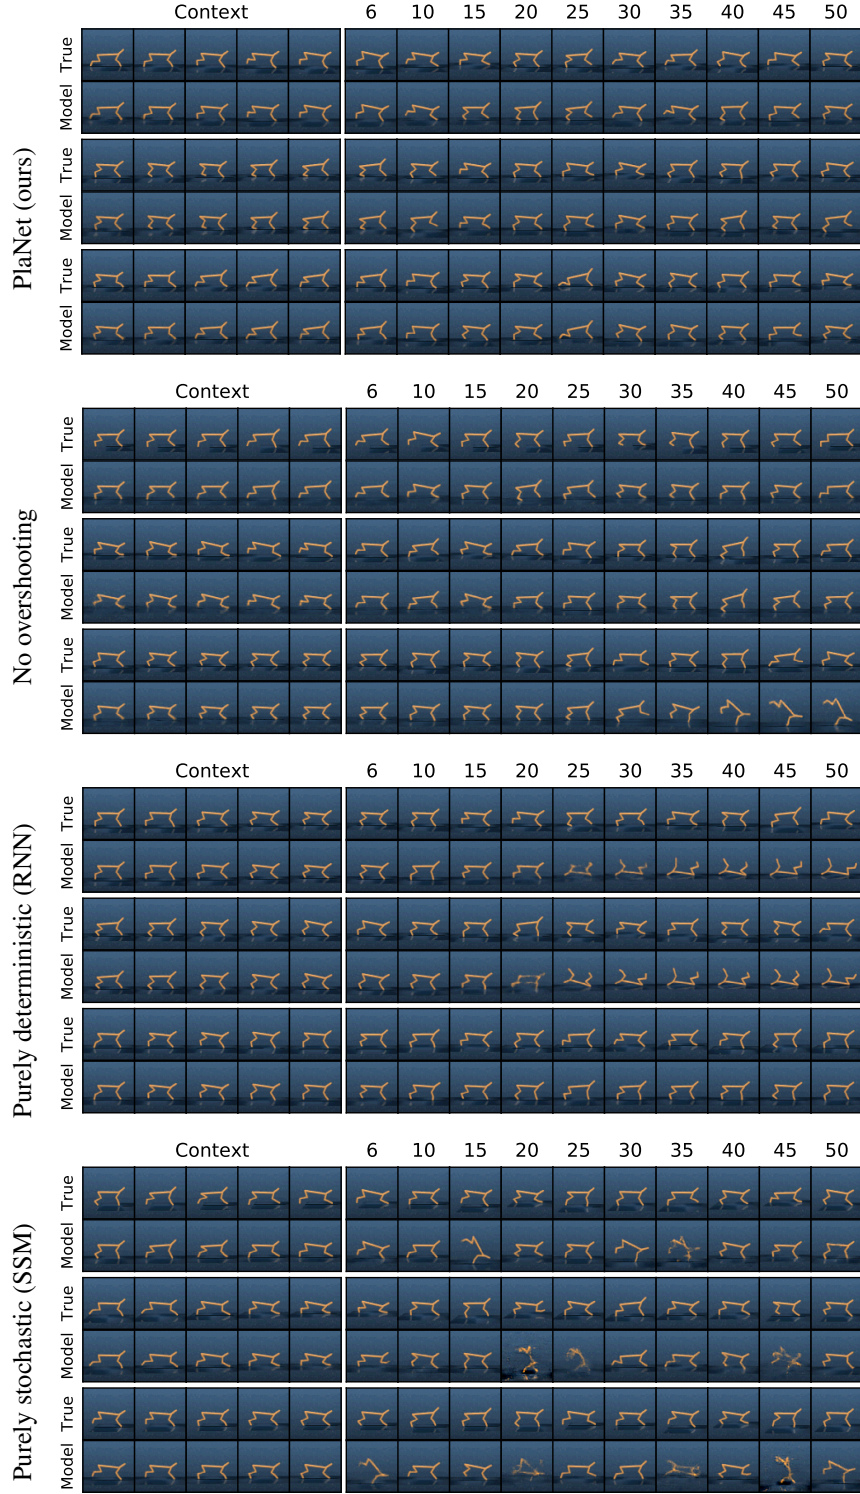 Context 6 10 15 20 25 30 35 40 45 50
PlaNet (ours)
True
Model
True
Model
True
Model
Context 6 10 15 20 25 30 35 40 45 50
No overshooting
True
Model
True
Model
True
Model
Context 6 10 15 20 25 30 35 40 45 50
Purely deterministic (RNN)
True
Model
True
Model
True
Model
Context 6 10 15 20 25 30 35 40 45 50
Purely stochastic (SSM)
True
Model
True
Model
True
Model